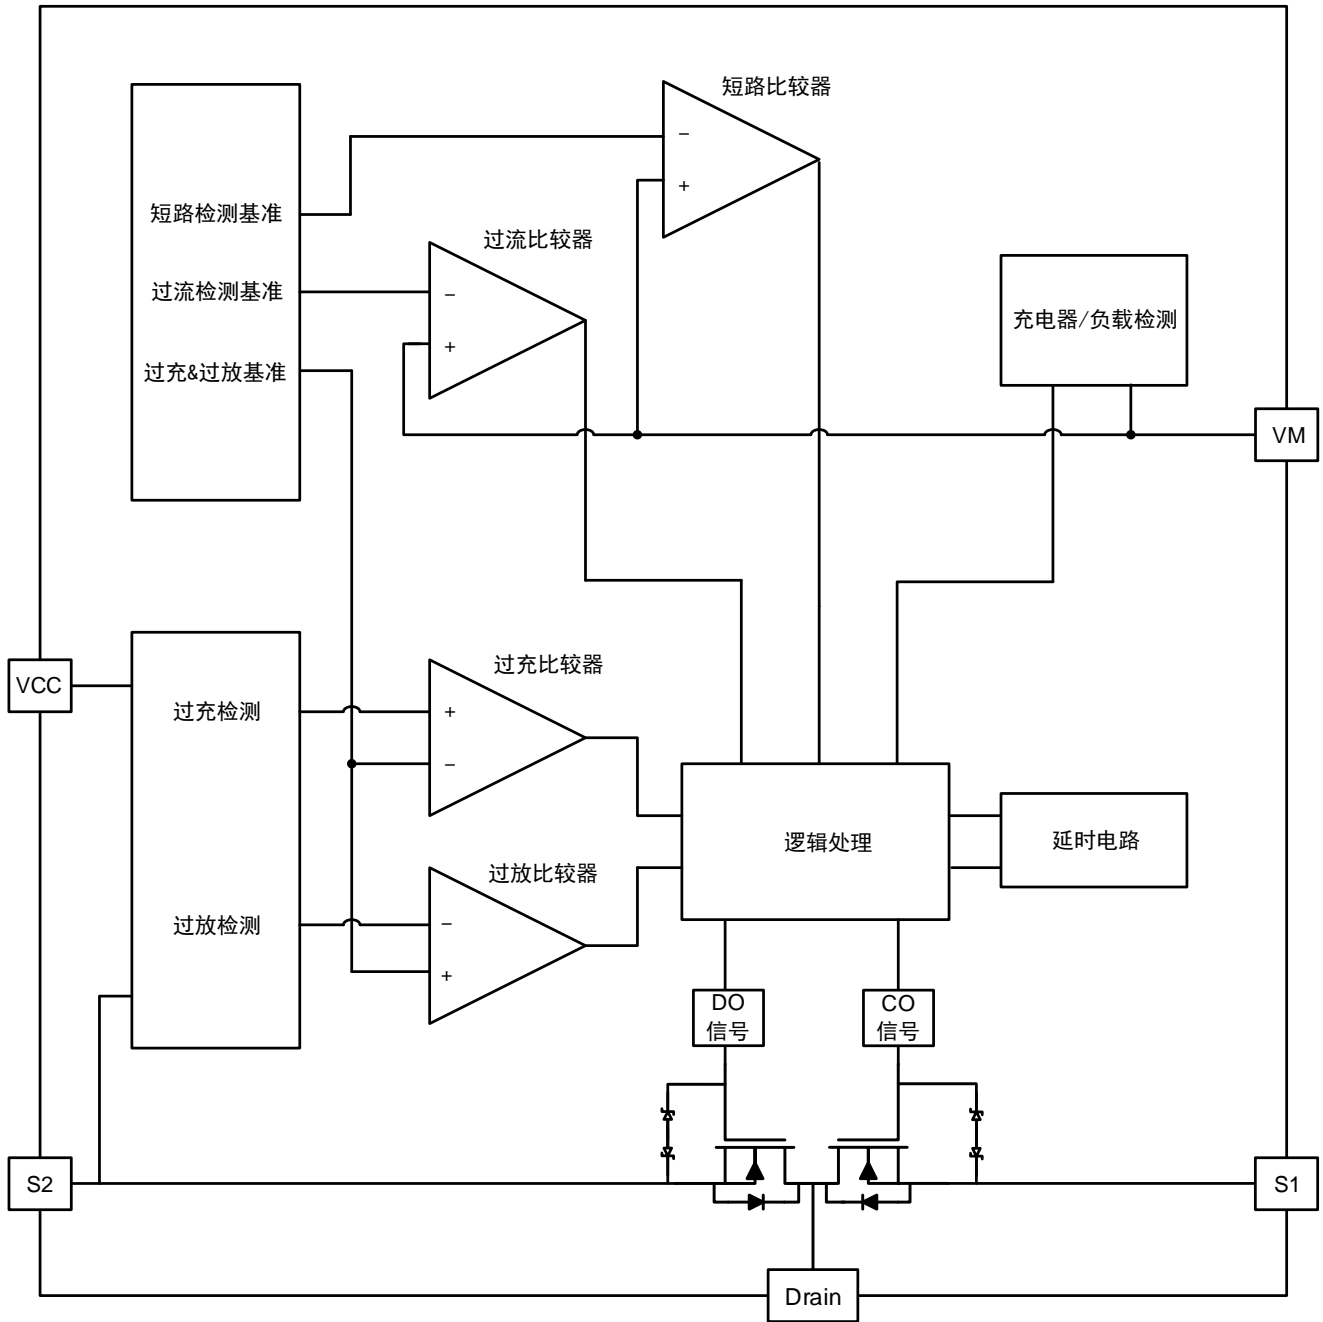 短路比较器
-
+
短路检测基准
过流比较器
过流检测基准
-
+
过充&过放基准
充电器/负载检测
VM
VCC
过充检测
过充比较器
+
-
逻辑处理
延时电路
过放检测
过放比较器
-
+
DO
信号
CO
信号
S2
S1
Drain